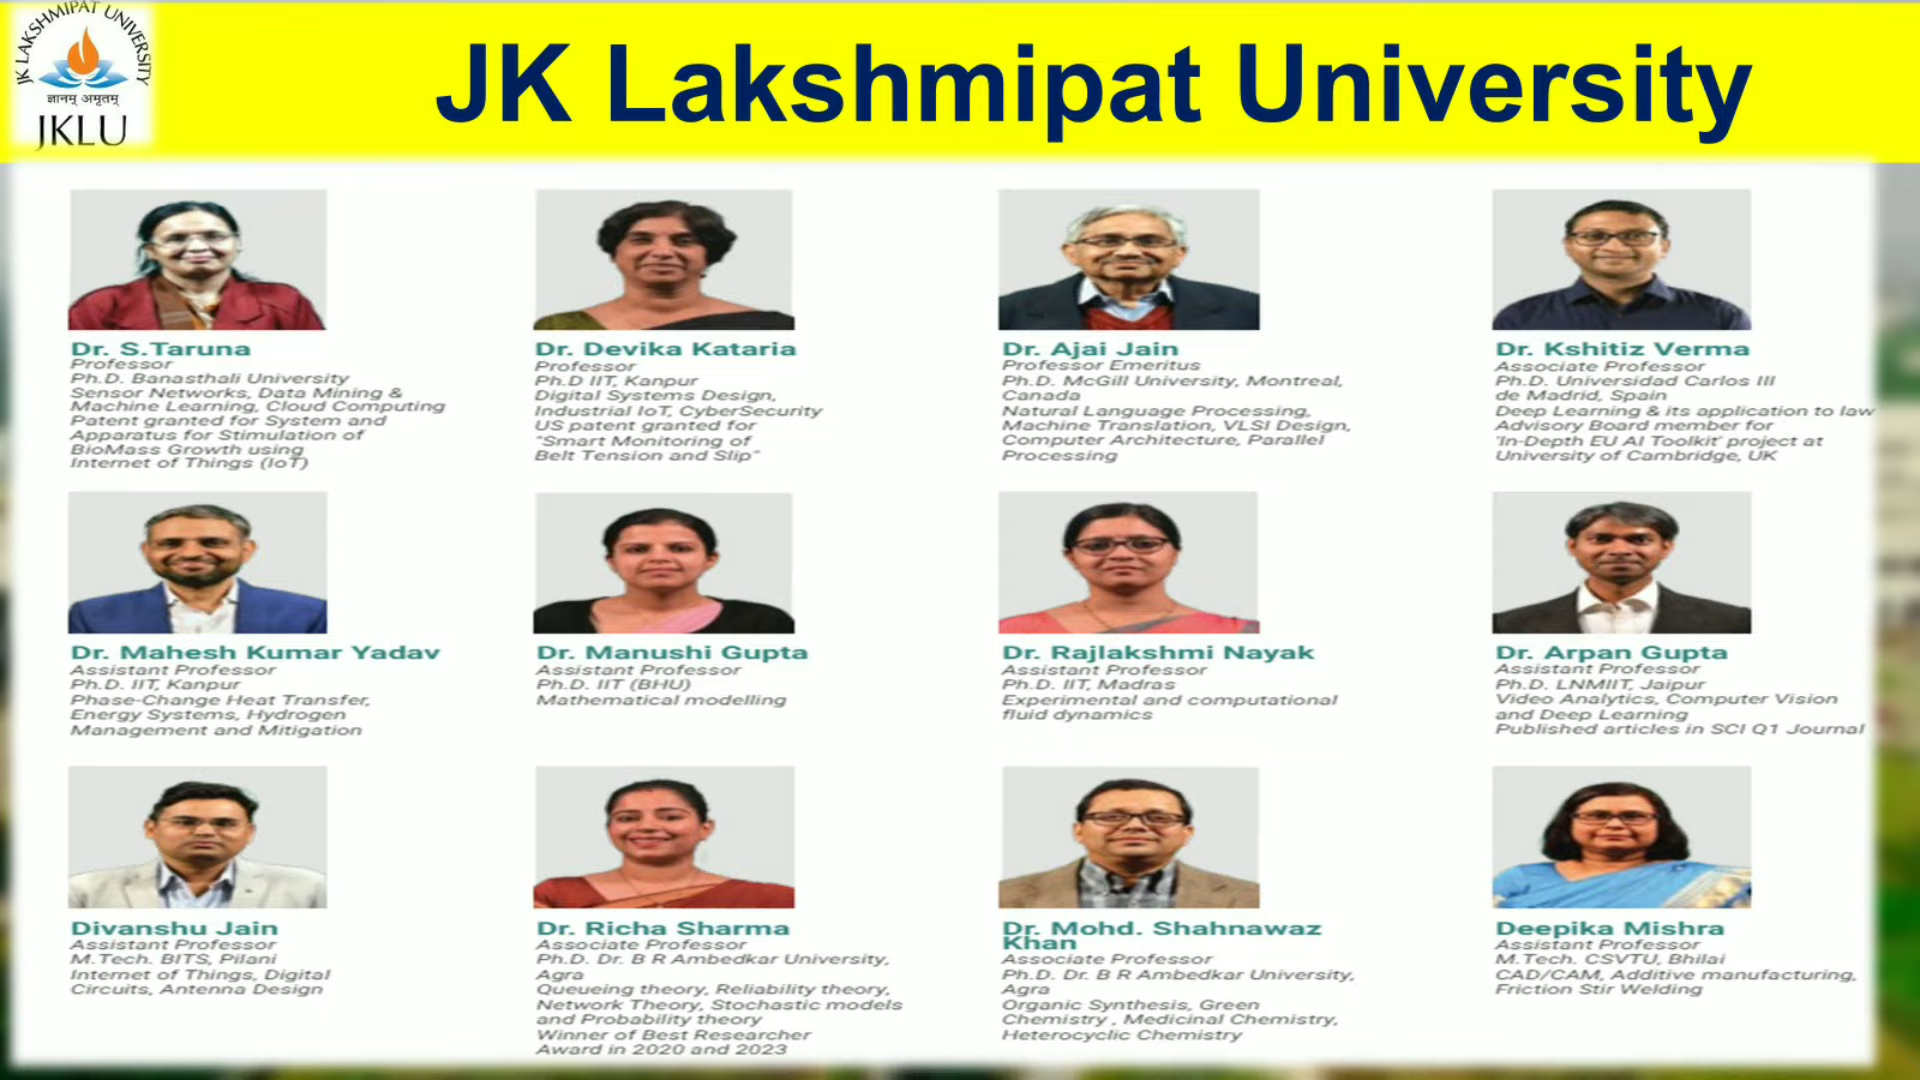 JK LAKSHMIPAT UNIVERSITY
ज्ञानम् अमृतम्
JKLU
JK Lakshmipat University
Dr. S.Taruna
Professor
Ph.D. Banasthali University
Sensor Networks, Data Mining &
Machine Learning, Cloud Computing
Patent granted for System and
Apparatus for Stimulation of
BioMass Growth using
Internet of Things (IoT)
Dr. Devika Kataria
Professor
Ph.D IIT, Kanpur
Digital Systems Design,
Industrial IoT, CyberSecurity
US patent granted for
"Smart Monitoring of
Belt Tension and Slip"
Dr. Ajai Jain
Professor Emeritus
Ph.D. McGill University, Montreal,
Canada
Natural Language Processing,
Machine Translation, VLSI Design,
Computer Architecture, Parallel
Processing
Dr. Kshitiz Verma
Associate Professor
Ph.D. Universidad Carlos III
de Madrid, Spain
Deep Learning & its application to law
Advisory Board member for
'In-Depth EU AI Toolkit' project at
University of Cambridge, UK
Dr. Mahesh Kumar Yadav
Assistant Professor
Ph.D. IIT, Kanpur
Phase-Change Heat Transfer,
Energy Systems, Hydrogen
Management and Mitigation
Dr. Manushi Gupta
Assistant Professor
Ph.D. IIT (BHU)
Mathematical modelling
Dr. Rajlakshmi Nayak
Assistant Professor
Ph.D. IIT, Madras
Experimental and computational
fluid dynamics
Dr. Arpan Gupta
Assistant Professor
Ph.D. LNMIIT, Jaipur
Video Analytics, Computer Vision
and Deep Learning
Published articles in SCI Q1 Journal
Divanshu Jain
Assistant Professor
M.Tech. BITS, Pilani
Internet of Things, Digital
Circuits, Antenna Design
Dr. Richa Sharma
Associate Professor
Ph.D. Dr. B R Ambedkar University,
Agra
Queueing theory, Reliability theory,
Network Theory, Stochastic models
and Probability theory
Winner of Best Researcher
Award in 2020 and 2023
Dr. Mohd. Shahnawaz
Khan
Associate Professor
Ph.D. Dr. B R Ambedkar University,
Agra
Organic Synthesis, Green
Chemistry , Medicinal Chemistry,
Heterocyclic Chemistry
Deepika Mishra
Assistant Professor
M.Tech. CSVTU, Bhilai
CAD/CAM, Additive manufacturing,
Friction Stir Welding